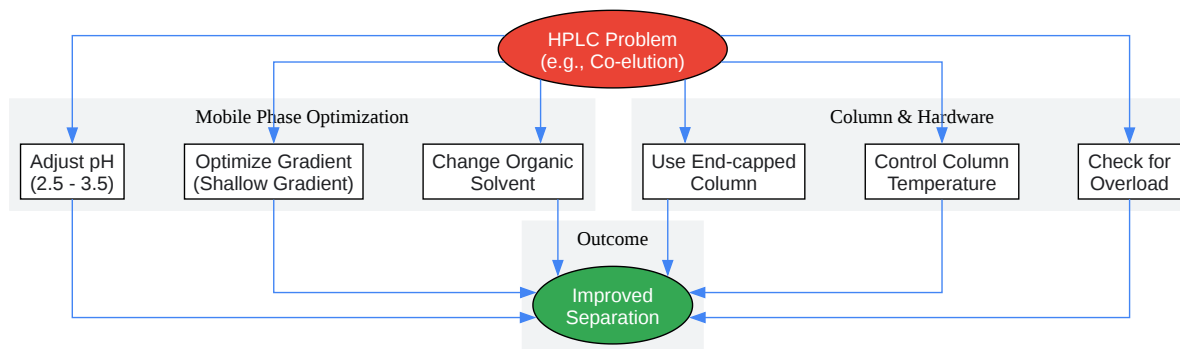 HPLC Problem
(e.g., Co-elution)
Mobile Phase Optimization
Column & Hardware
Adjust pH
(2.5 - 3.5)
Optimize Gradient
(Shallow Gradient)
Change Organic
Solvent
Use End-capped
Column
Control Column
Temperature
Check for
Overload
Outcome
Improved
Separation